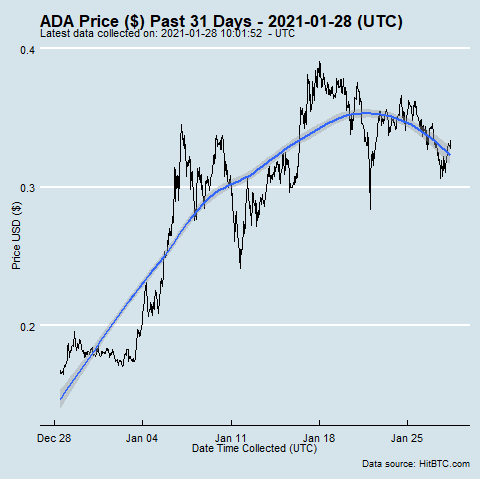 ADA Price ($) Past 31 Days - 2021-01-28 (UTC)
Latest data collected on: 2021-01-28 10:01:52 - UTC
0.4
0.3
0.2
Price USD ($)
Dec 28
Jan 04
Jan 11
Jan 18
Jan 25
Date Time Collected (UTC)
Data source: HitBTC.com